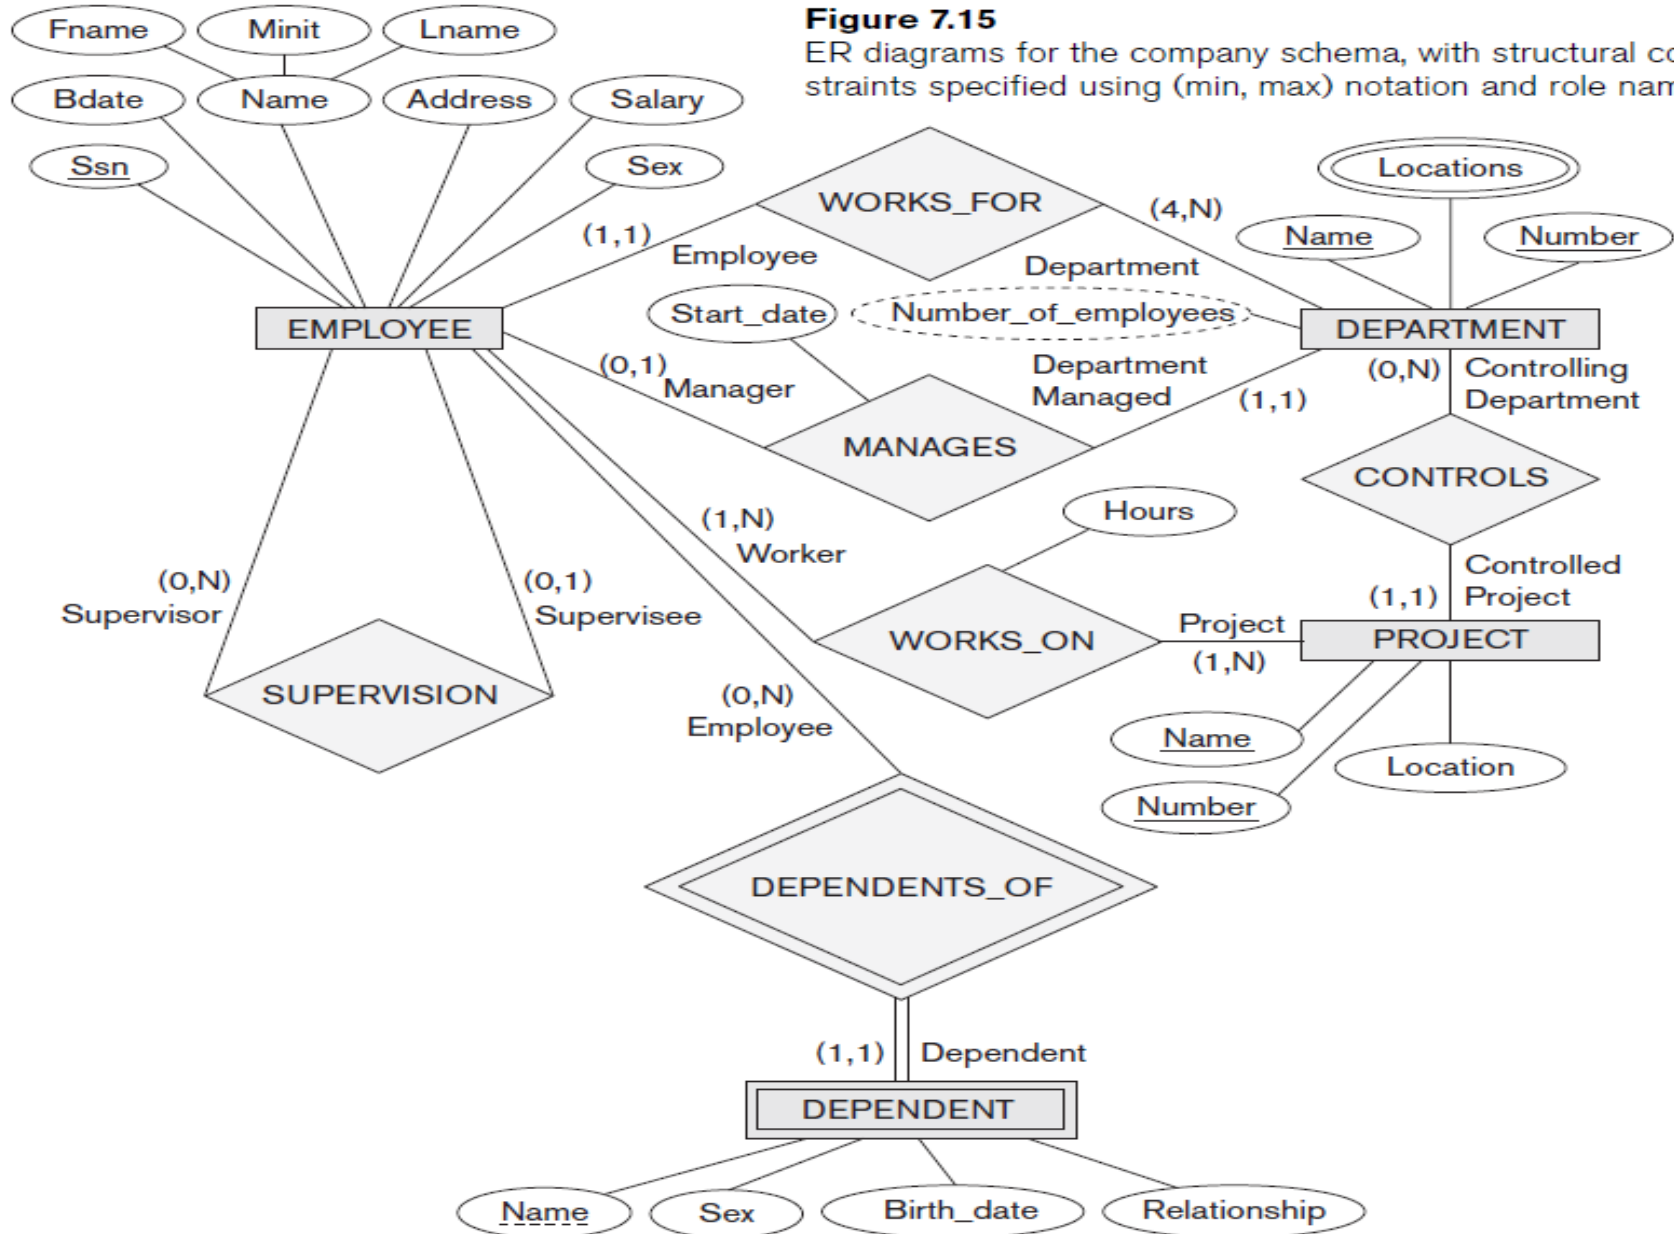 Figure 7.15
ER diagrams for the company schema, with structural co
straints specified using (min, max) notation and role nam
Fname
Minit
Lname
Bdate
Name
Address
Salary
Ssn
Sex
WORKS_FOR
(1,1)
Employee
(4,N)
Department
Locations
Name
Number
EMPLOYEE
Start_date
Number_of_employees
DEPARTMENT
(0,1)
Manager
Department
Managed
(1,1)
MANAGES
(0,N)
Controlling
Department
CONTROLS
Hours
(1,N)
Worker
(0,N)
Supervisor
(0,1)
Supervisee
Controlled
Project
(1,1)
WORKS_ON
Project
(1,N)
PROJECT
SUPERVISION
(0,N)
Employee
Name
Number
Location
DEPENDENTS_OF
(1,1)
Dependent
DEPENDENT
Name
Sex
Birth_date
Relationship